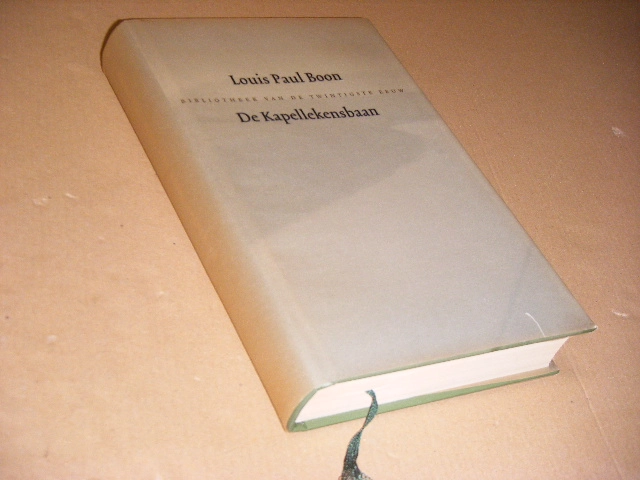 Louis Paul Boon
BIBLIOTHEEK VAN DE TWINTIGSTE EEUW
De Kapellekensbaan